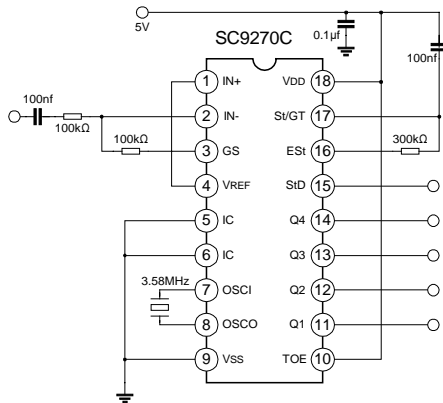 5V
0.1µf
100nf
SC9270C
1 IN+
2 IN-
3 GS
4 VREF
5 IC
6 IC
7 OSCI
8 OSCO
9 VSS
VDD 18
St/GT 17
ESt 16
StD 15
Q4 14
Q3 13
Q2 12
Q1 11
TOE 10
100nf
100kΩ
100kΩ
300kΩ
3.58MHz